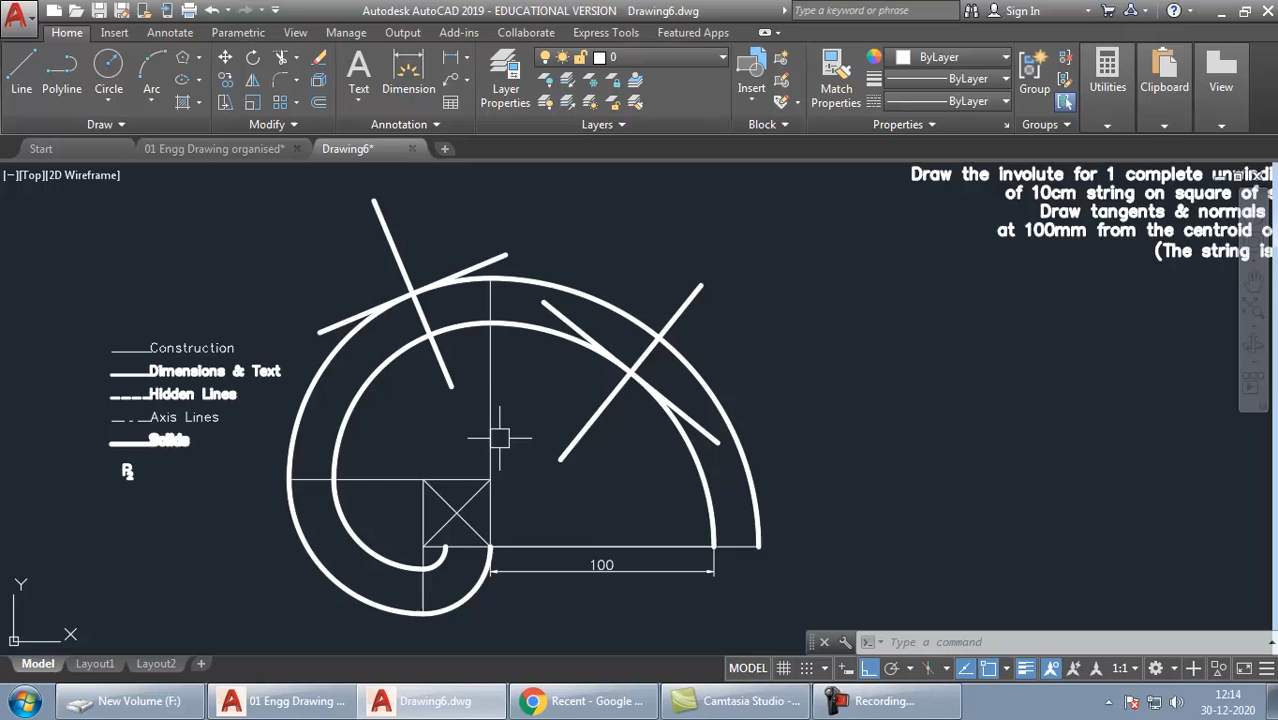 Autodesk AutoCAD 2019 - EDUCATIONAL VERSION Drawing6.dwg
Type a keyword or phrase
Sign In
Home Insert Annotate Parametric View Manage Output Add-ins Collaborate Express Tools Featured Apps
Line Polyline Circle Arc
Text Dimension
Layer Properties
0
Insert
Match Properties
ByLayer
ByLayer
ByLayer
Group
Utilities
Clipboard
View
Draw Modify Annotation Layers Block Properties Groups
Start 01 Engg Drawing organised* Drawing6*
[−][Top][2D Wireframe]
Draw the involute for 1 complete
of 10cm string on square of
Draw tangents & normals
at 100mm from the centroid
(The string is
Construction
Dimensions & Text
Hidden Lines
Axis Lines
Solids
100
Y
X
Type a command
Model Layout1 Layout2
MODEL
1:1
New Volume (F:)
01 Engg Drawing ...
Drawing6.dwg
Recent - Google ...
Camtasia Studio - ...
Recording...
12:14
30-12-2020